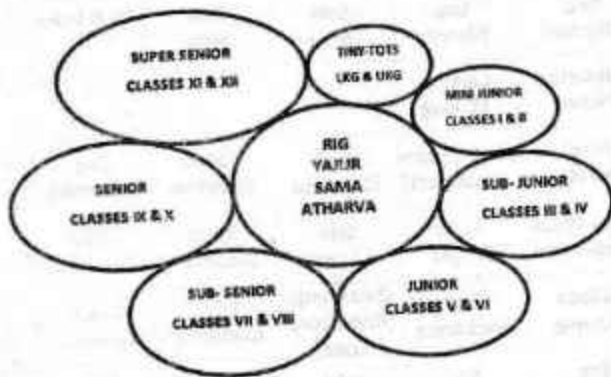 SUPER SENIOR
CLASSES XI & XII
TINY-TOTS
LKG & UKG
MINI JUNIOR
CLASSES I & II
RIG
YAJUR
SAMA
ATHARVA
SENIOR
CLASSES IX & X
SUB- JUNIOR
CLASSES III & IV
SUB- SENIOR
CLASSES VII & VIII
JUNIOR
CLASSES V & VI